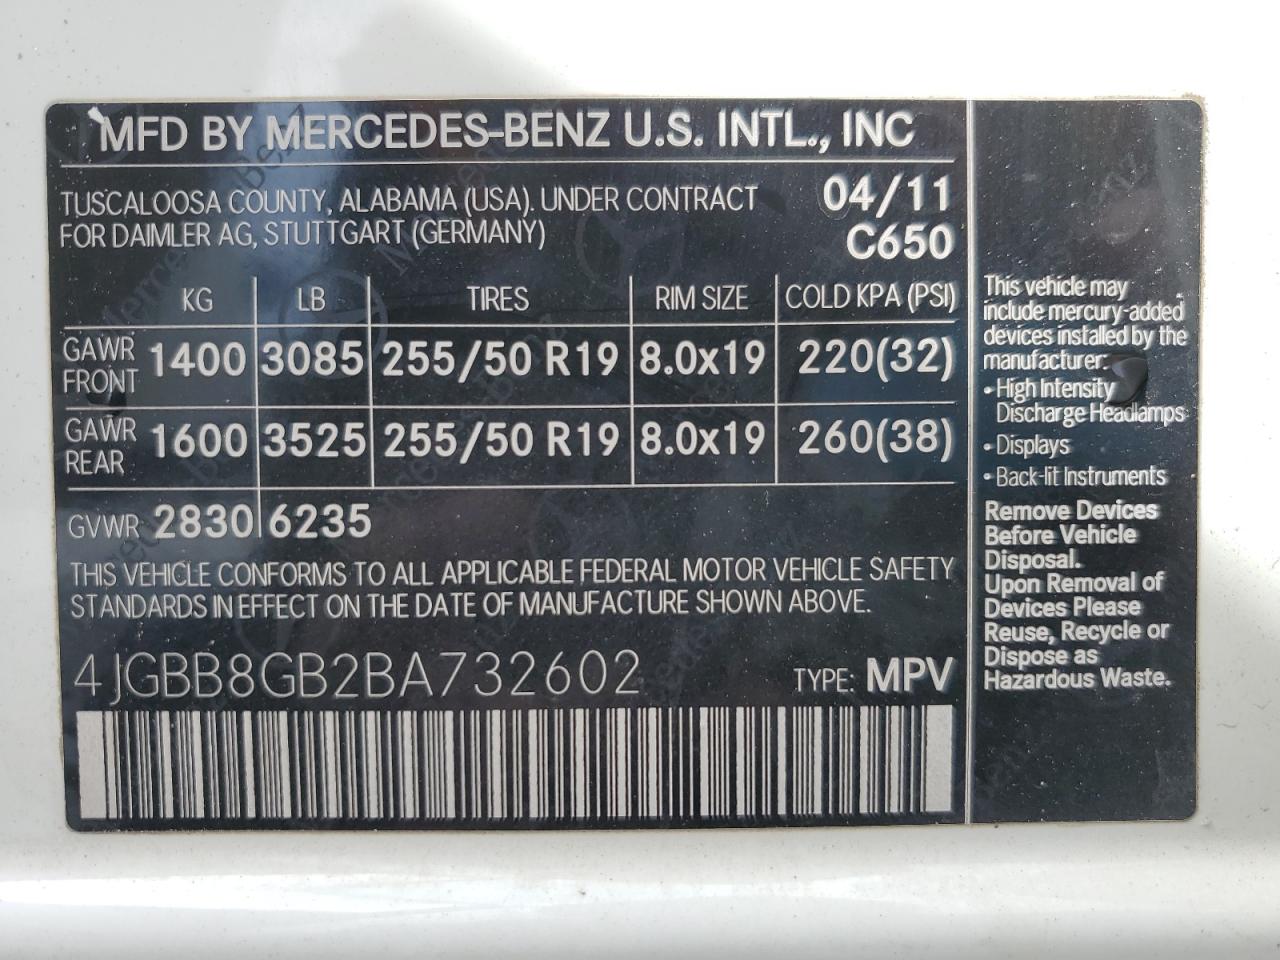 MFD BY MERCEDES-BENZ U.S. INTL., INC
TUSCALOOSA COUNTY, ALABAMA (USA). UNDER CONTRACT
FOR DAIMLER AG, STUTTGART (GERMANY)
04/11
C650
KG LB TIRES RIM SIZE COLD KPA (PSI)
GAWR FRONT 1400 3085 255/50 R19 8.0x19 220(32)
GAWR REAR 1600 3525 255/50 R19 8.0x19 260(38)
GVWR 2830 6235
THIS VEHICLE CONFORMS TO ALL APPLICABLE FEDERAL MOTOR VEHICLE SAFETY
STANDARDS IN EFFECT ON THE DATE OF MANUFACTURE SHOWN ABOVE.
4JGBB8GB2BA732602 TYPE: MPV
This vehicle may
include mercury-added
devices installed by the
manufacturer:
• High Intensity
Discharge Headlamps
• Displays
• Back-lit Instruments
Remove Devices
Before Vehicle
Disposal.
Upon Removal of
Devices Please
Reuse, Recycle or
Dispose as
Hazardous Waste.